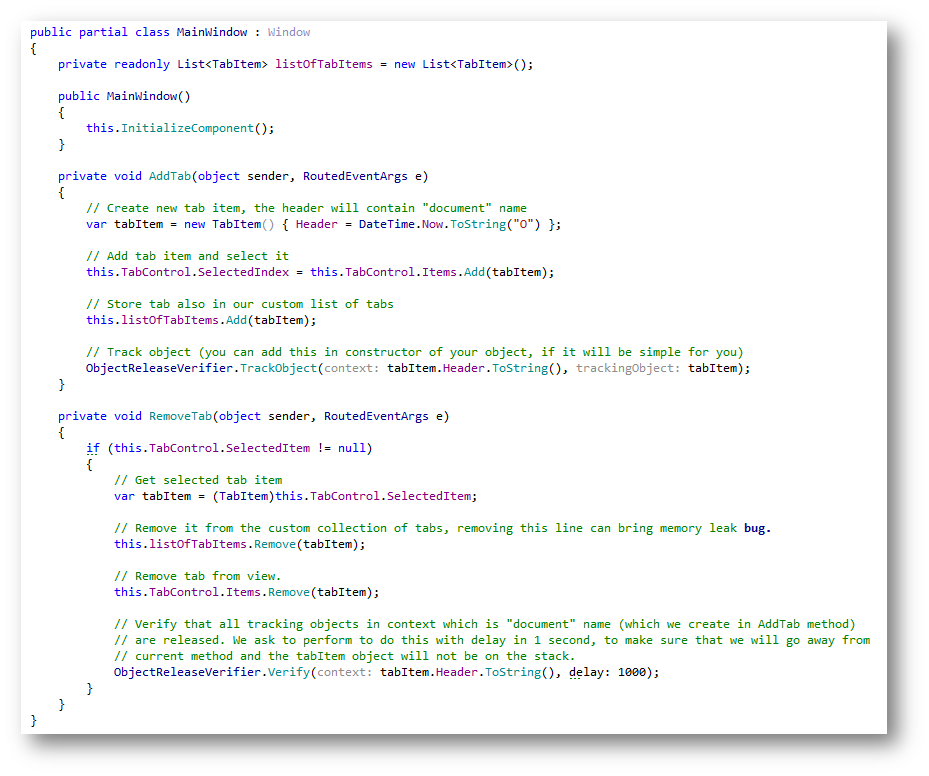 public partial class MainWindow : Window
{
    private readonly List<TabItem> listOfTabItems = new List<TabItem>();

    public MainWindow()
    {
        this.InitializeComponent();
    }

    private void AddTab(object sender, RoutedEventArgs e)
    {
        // Create new tab item, the header will contain "document" name
        var tabItem = new TabItem() { Header = DateTime.Now.ToString("O") };

        // Add tab item and select it
        this.TabControl.SelectedIndex = this.TabControl.Items.Add(tabItem);

        // Store tab also in our custom list of tabs
        this.listOfTabItems.Add(tabItem);

        // Track object (you can add this in constructor of your object, if it will be simple for you)
        ObjectReleaseVerifier.TrackObject(context: tabItem.Header.ToString(), trackingObject: tabItem);
    }

    private void RemoveTab(object sender, RoutedEventArgs e)
    {
        if (this.TabControl.SelectedItem != null)
        {
            // Get selected tab item
            var tabItem = (TabItem)this.TabControl.SelectedItem;

            // Remove it from the custom collection of tabs, removing this line can bring memory leak bug.
            this.listOfTabItems.Remove(tabItem);

            // Remove tab from view.
            this.TabControl.Items.Remove(tabItem);

            // Verify that all tracking objects in context which is "document" name (which we create in AddTab method)
            // are released. We ask to perform to do this with delay in 1 second, to make sure that we will go away from
            // current method and the tabItem object will not be on the stack.
            ObjectReleaseVerifier.Verify(context: tabItem.Header.ToString(), delay: 1000);
        }
    }
}